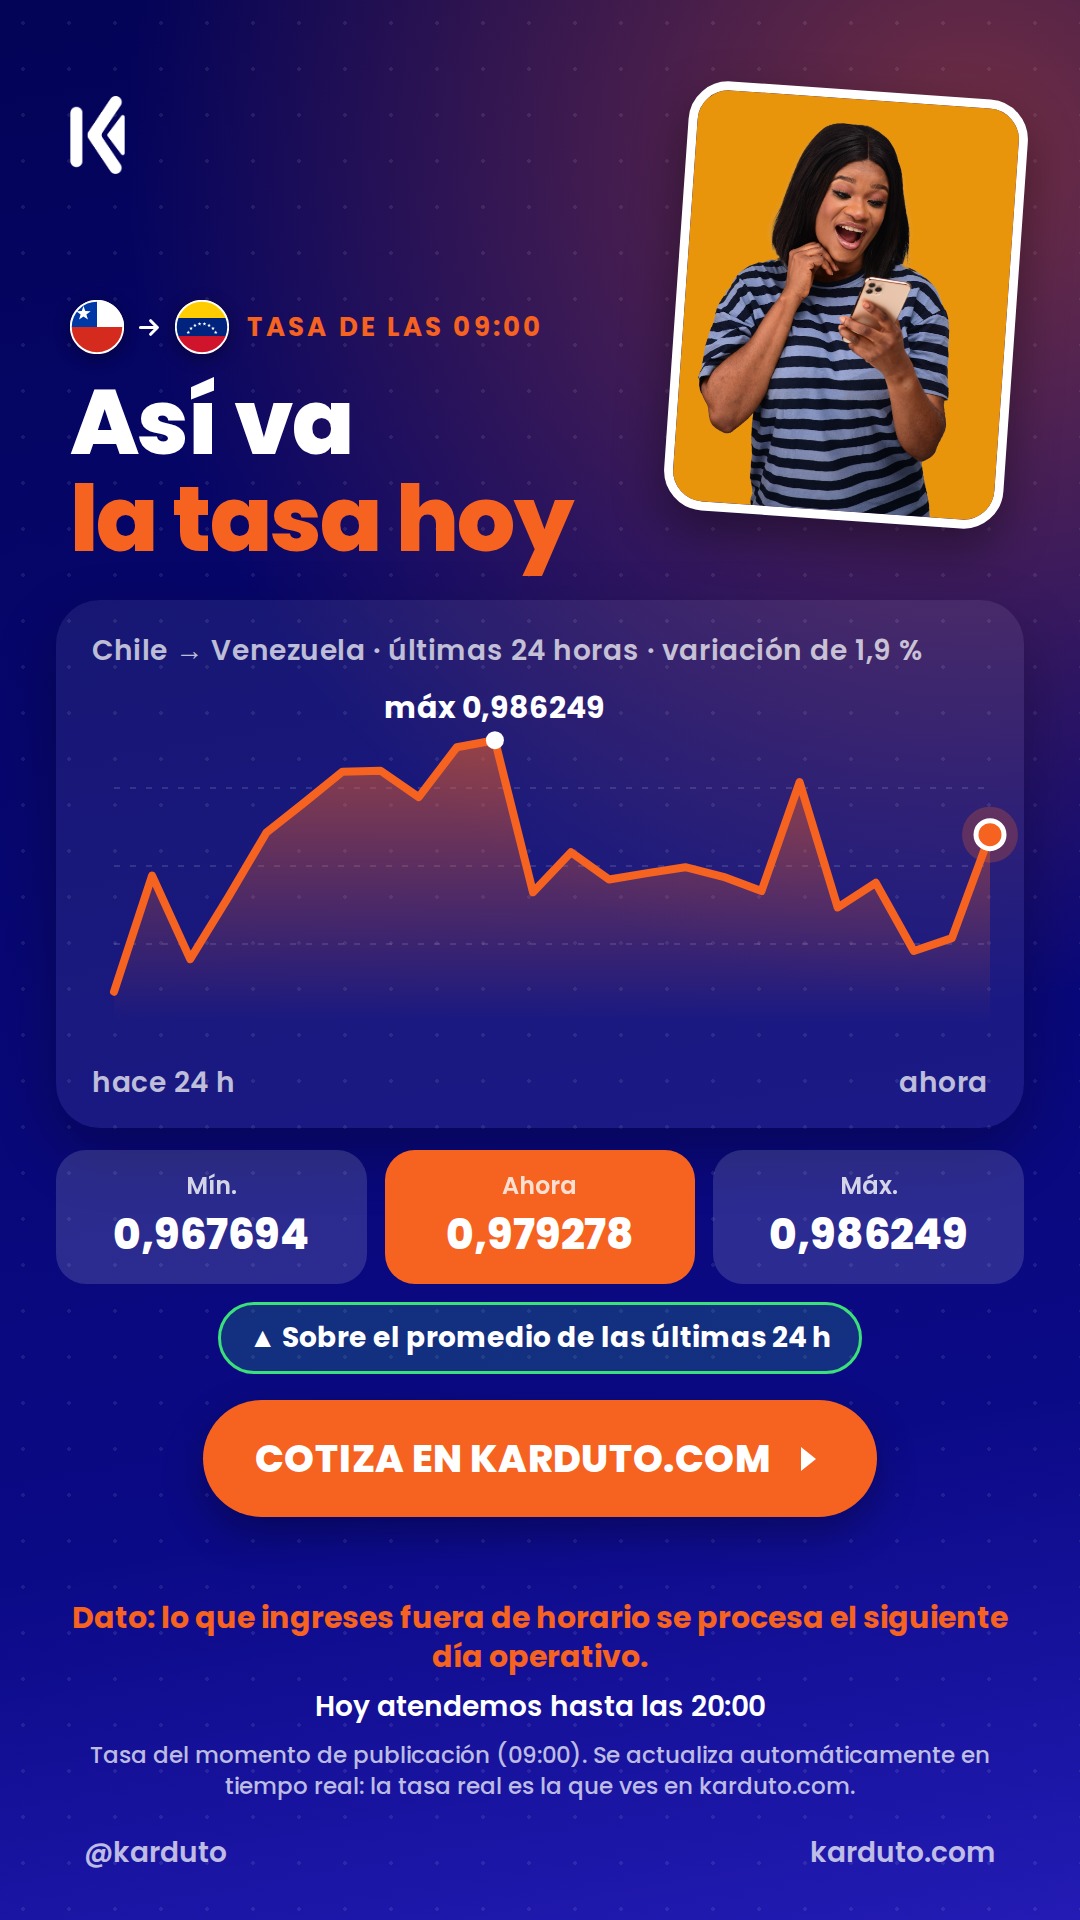 TASA DE LAS 09:00
Así va
la tasa hoy
Chile → Venezuela · últimas 24 horas · variación de 1,9 %
máx 0,986249
hace 24 h
ahora
Mín.
0,967694
Ahora
0,979278
Máx.
0,986249
▲ Sobre el promedio de las últimas 24 h
COTIZA EN KARDUTO.COM
Dato: lo que ingreses fuera de horario se procesa el siguiente
día operativo.
Hoy atendemos hasta las 20:00
Tasa del momento de publicación (09:00). Se actualiza automáticamente en
tiempo real: la tasa real es la que ves en karduto.com.
@karduto
karduto.com